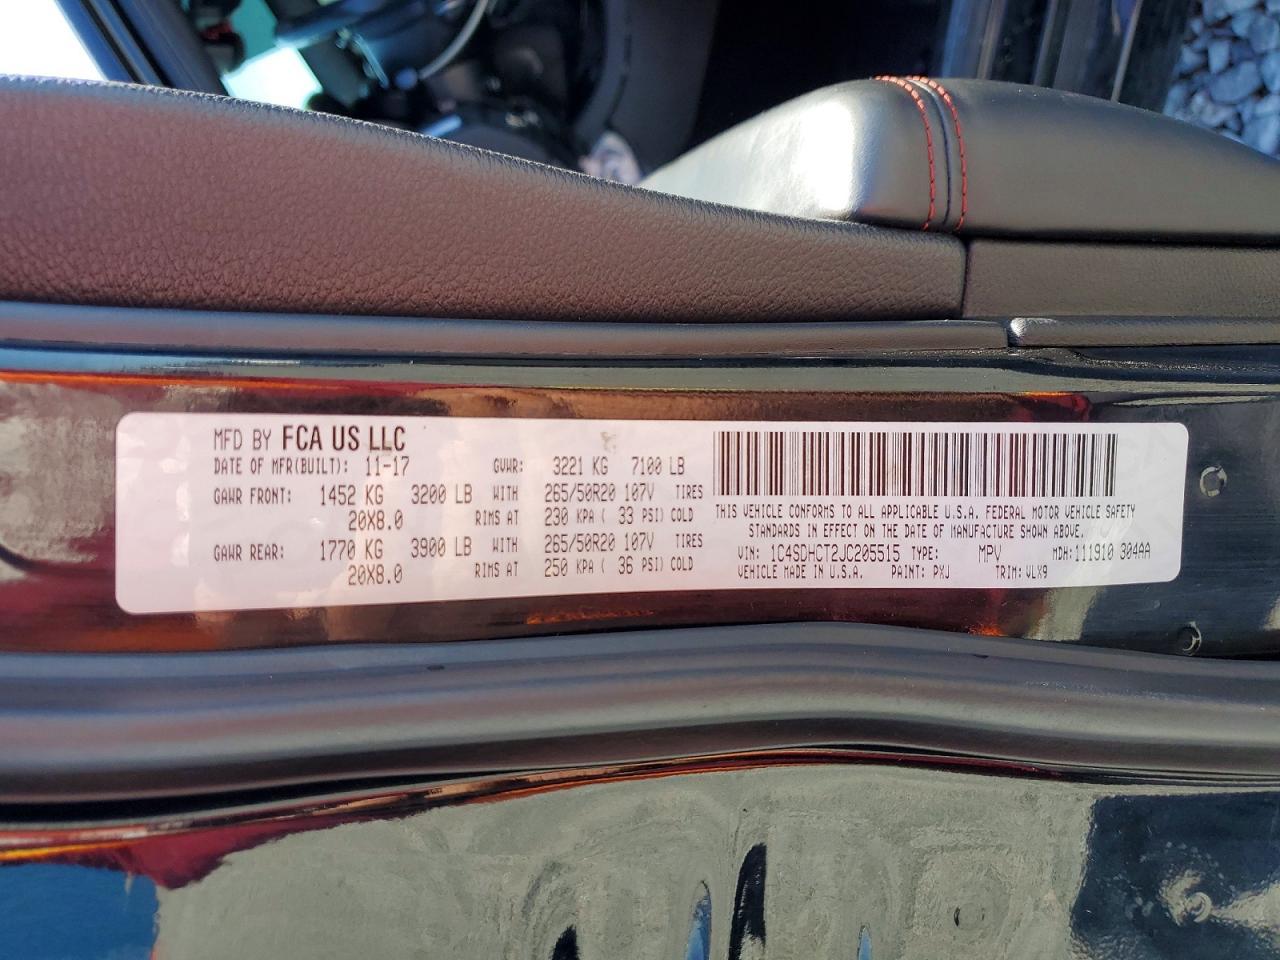 MFD BY FCA US LLC
DATE OF MFR(BUILT): 11-17 GVWR: 3221 KG 7100 LB
GAWR FRONT: 1452 KG 3200 LB WITH 265/50R20 107V TIRES
20X8.0 RIMS AT 230 KPA ( 33 PSI) COLD
GAWR REAR: 1770 KG 3900 LB WITH 265/50R20 107V TIRES
20X8.0 RIMS AT 250 KPA ( 36 PSI) COLD
THIS VEHICLE CONFORMS TO ALL APPLICABLE U.S.A. FEDERAL MOTOR VEHICLE SAFETY
STANDARDS IN EFFECT ON THE DATE OF MANUFACTURE SHOWN ABOVE.
VIN: 1C4SDHCT2JC205515 TYPE: MPV MDH:111910 304AA
VEHICLE MADE IN U.S.A. PAINT: PXJ TRIM: VLX9